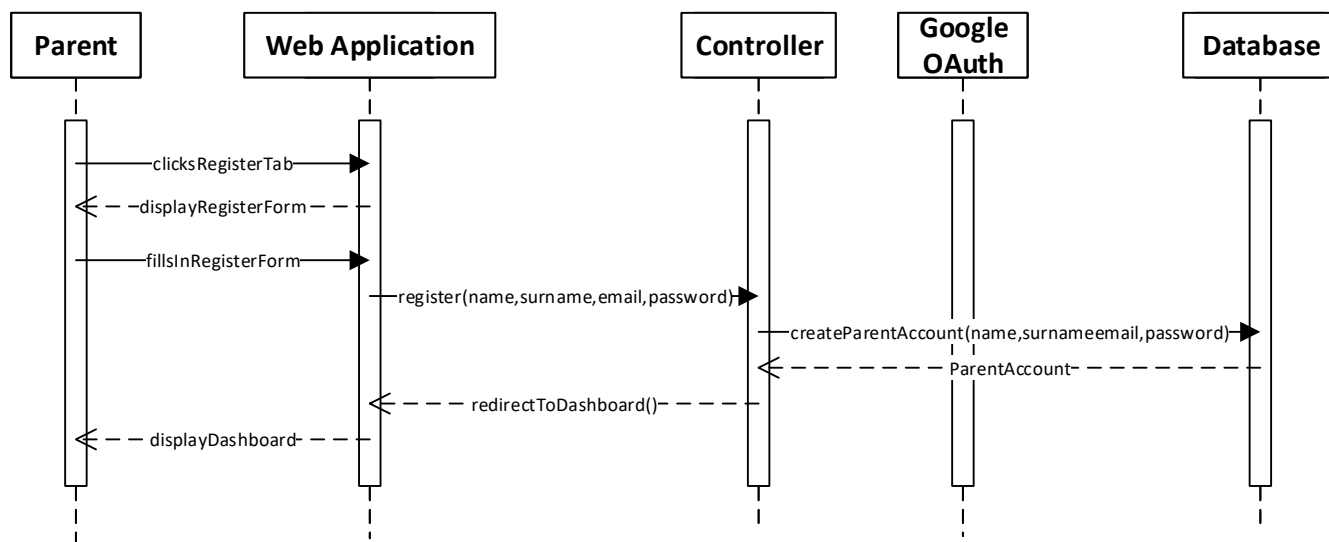 Parent
Web Application
Controller
Google
OAuth
Database
clicksRegisterTab
displayRegisterForm
fillsInRegisterForm
register(name,surname,email,password)
createParentAccount(name,surnameemail,password)
ParentAccount
redirectToDashboard()
displayDashboard